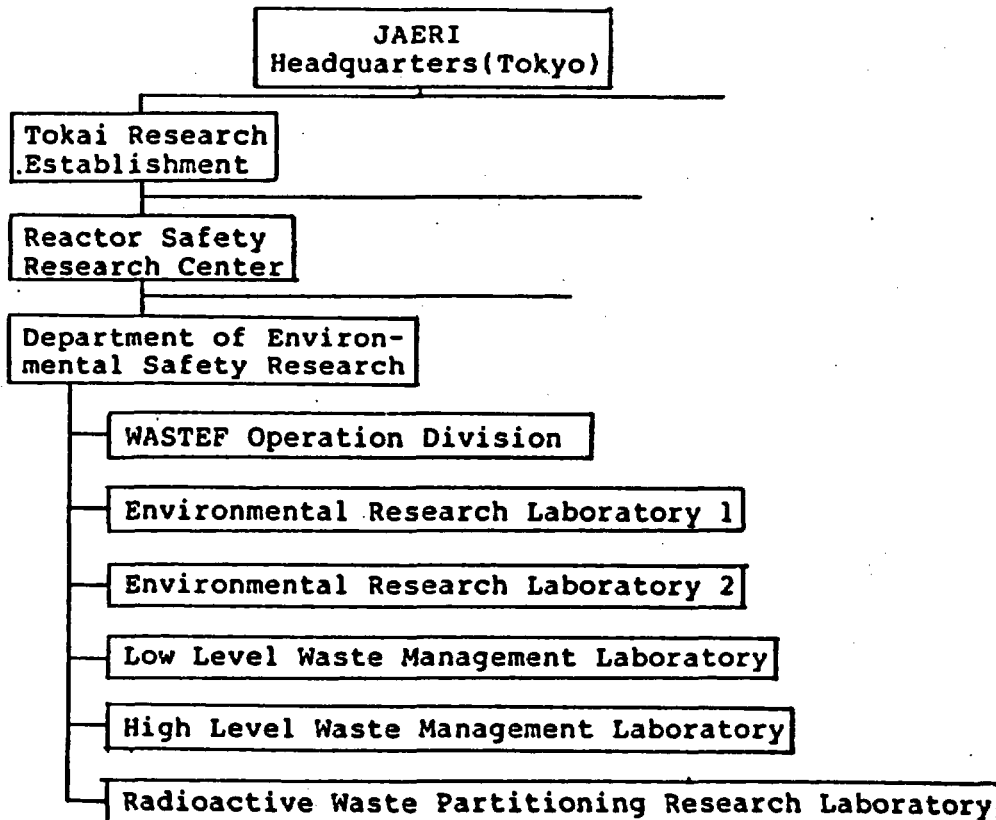 JAERI
Headquarters(Tokyo)
Tokai Research
.Establishment
Reactor Safety
Research Center
Department of Environ-
mental Safety Research
WASTEF Operation Division
Environmental Research Laboratory 1
Environmental Research Laboratory 2
Low Level Waste Management Laboratory
High Level Waste Management Laboratory
Radioactive Waste Partitioning Research Laboratory